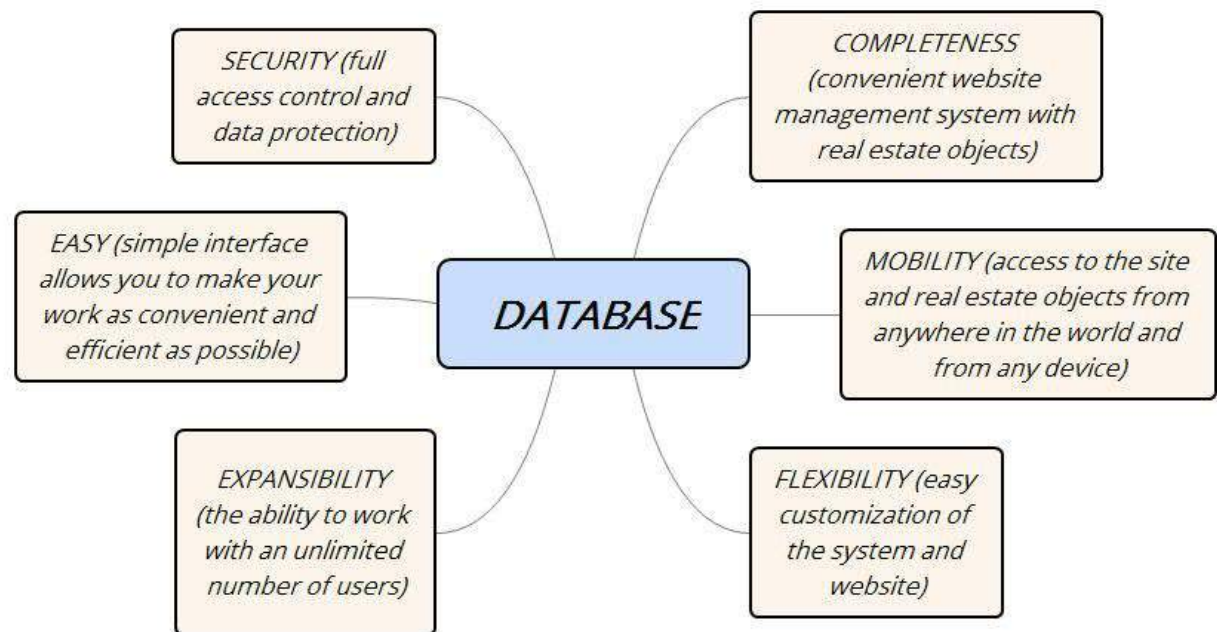 SECURITY (full
access control and
data protection)
COMPLETENESS
(convenient website
management system with
real estate objects)
EASY (simple interface
allows you to make your
work as convenient and
efficient as possible)
DATABASE
MOBILITY (access to the site
and real estate objects from
anywhere in the world and
from any device)
EXPANSIBILITY
(the ability to work
with an unlimited
number of users)
FLEXIBILITY (easy
customization of
the system and
website)